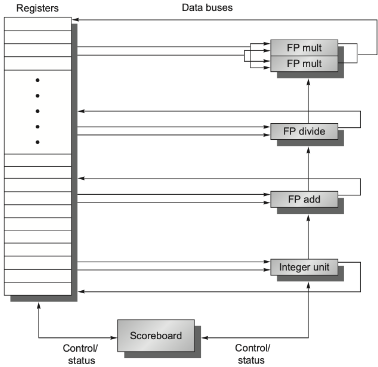 Registers
Data buses
FP mult
FP mult
FP divide
FP add
Integer unit
Scoreboard
Control/
status
Control/
status